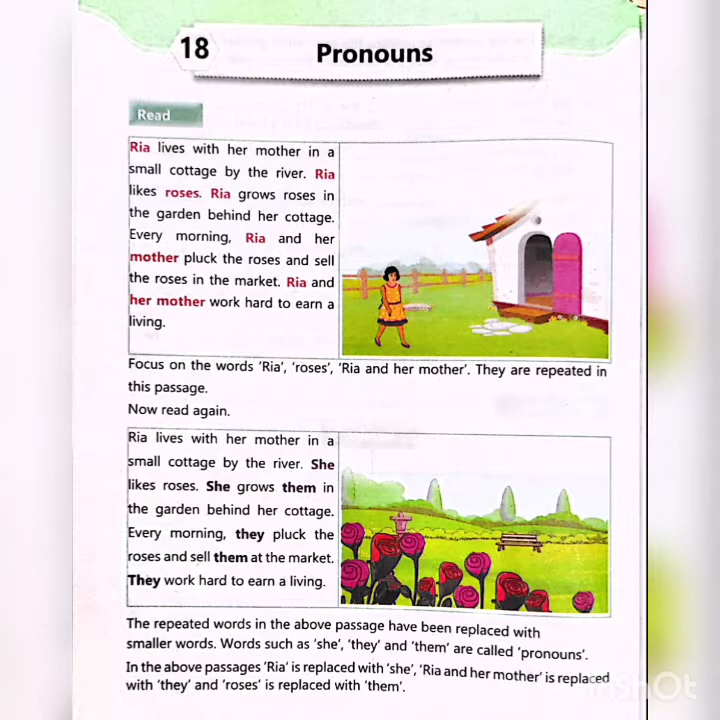 18
Pronouns
Read
Ria lives with her mother in a
small cottage by the river. Ria
likes roses. Ria grows roses in
the garden behind her cottage.
Every morning, Ria and her
mother pluck the roses and sell
the roses in the market. Ria and
her mother work hard to earn a
living.
Focus on the words ‘Ria’, ‘roses’, ‘Ria and her mother’. They are repeated in
this passage.
Now read again.
Ria lives with her mother in a
small cottage by the river. She
likes roses. She grows them in
the garden behind her cottage.
Every morning, they pluck the
roses and sell them at the market.
They work hard to earn a living.
The repeated words in the above passage have been replaced with
smaller words. Words such as ‘she’, ‘they’ and ‘them’ are called ‘pronouns’.
In the above passages ‘Ria’ is replaced with ‘she’, ‘Ria and her mother’ is replaced
with ‘they’ and ‘roses’ is replaced with ‘them’.